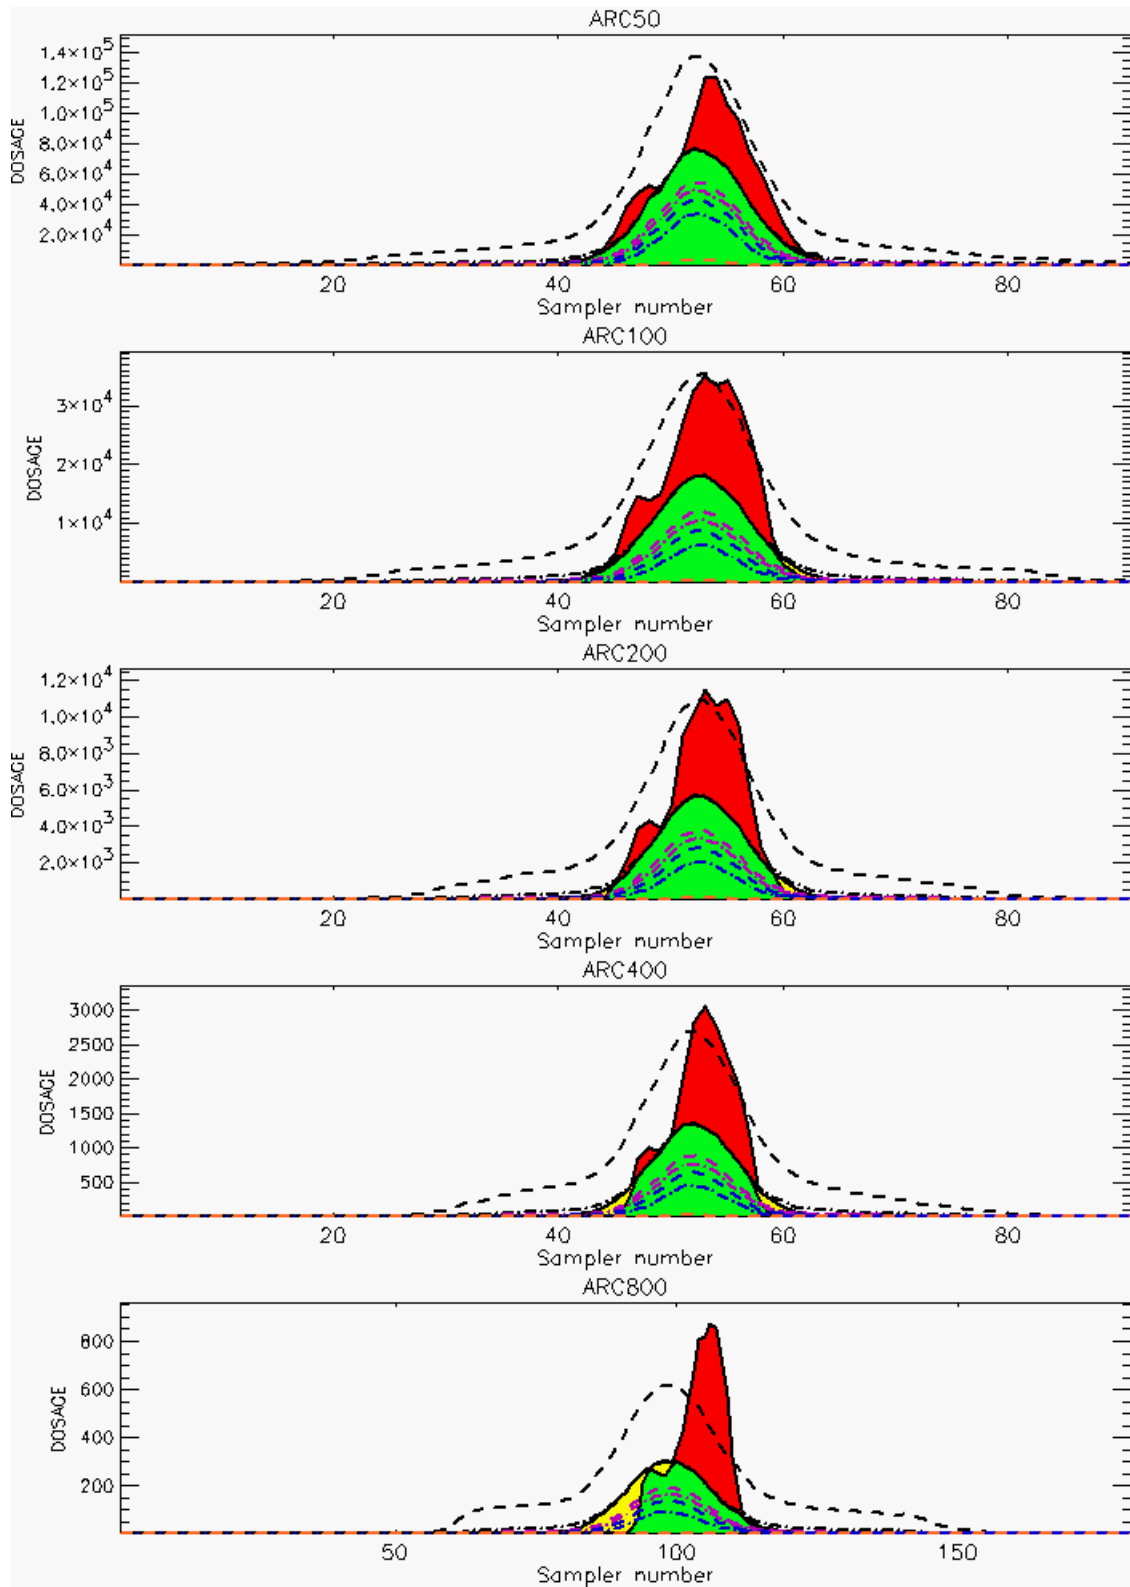 ARC50
1.4×10⁵
1.2×10⁵
1.0×10⁵
8.0×10⁴
6.0×10⁴
4.0×10⁴
2.0×10⁴
DOSAGE
20 40 60 80
Sampler number
ARC100
3×10⁴
2×10⁴
1×10⁴
DOSAGE
20 40 60 80
Sampler number
ARC200
1.2×10⁴
1.0×10⁴
8.0×10³
6.0×10³
4.0×10³
2.0×10³
DOSAGE
20 40 60 80
Sampler number
ARC400
3000
2500
2000
1500
1000
500
DOSAGE
20 40 60 80
Sampler number
ARC800
800
600
400
200
DOSAGE
50 100 150
Sampler number